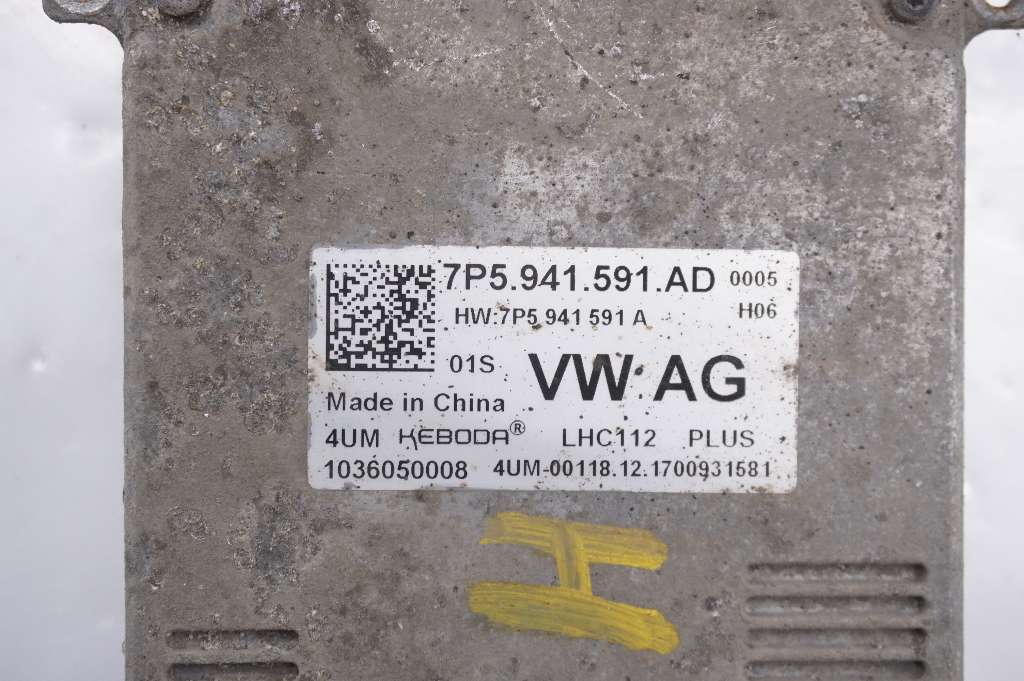 7P5.941.591.AD 0005
HW:7P5 941 591 A H06
01S VW AG
Made in China
4UM KEBODA® LHC112 PLUS
1036050008 4UM-00118.12.1700931581
H